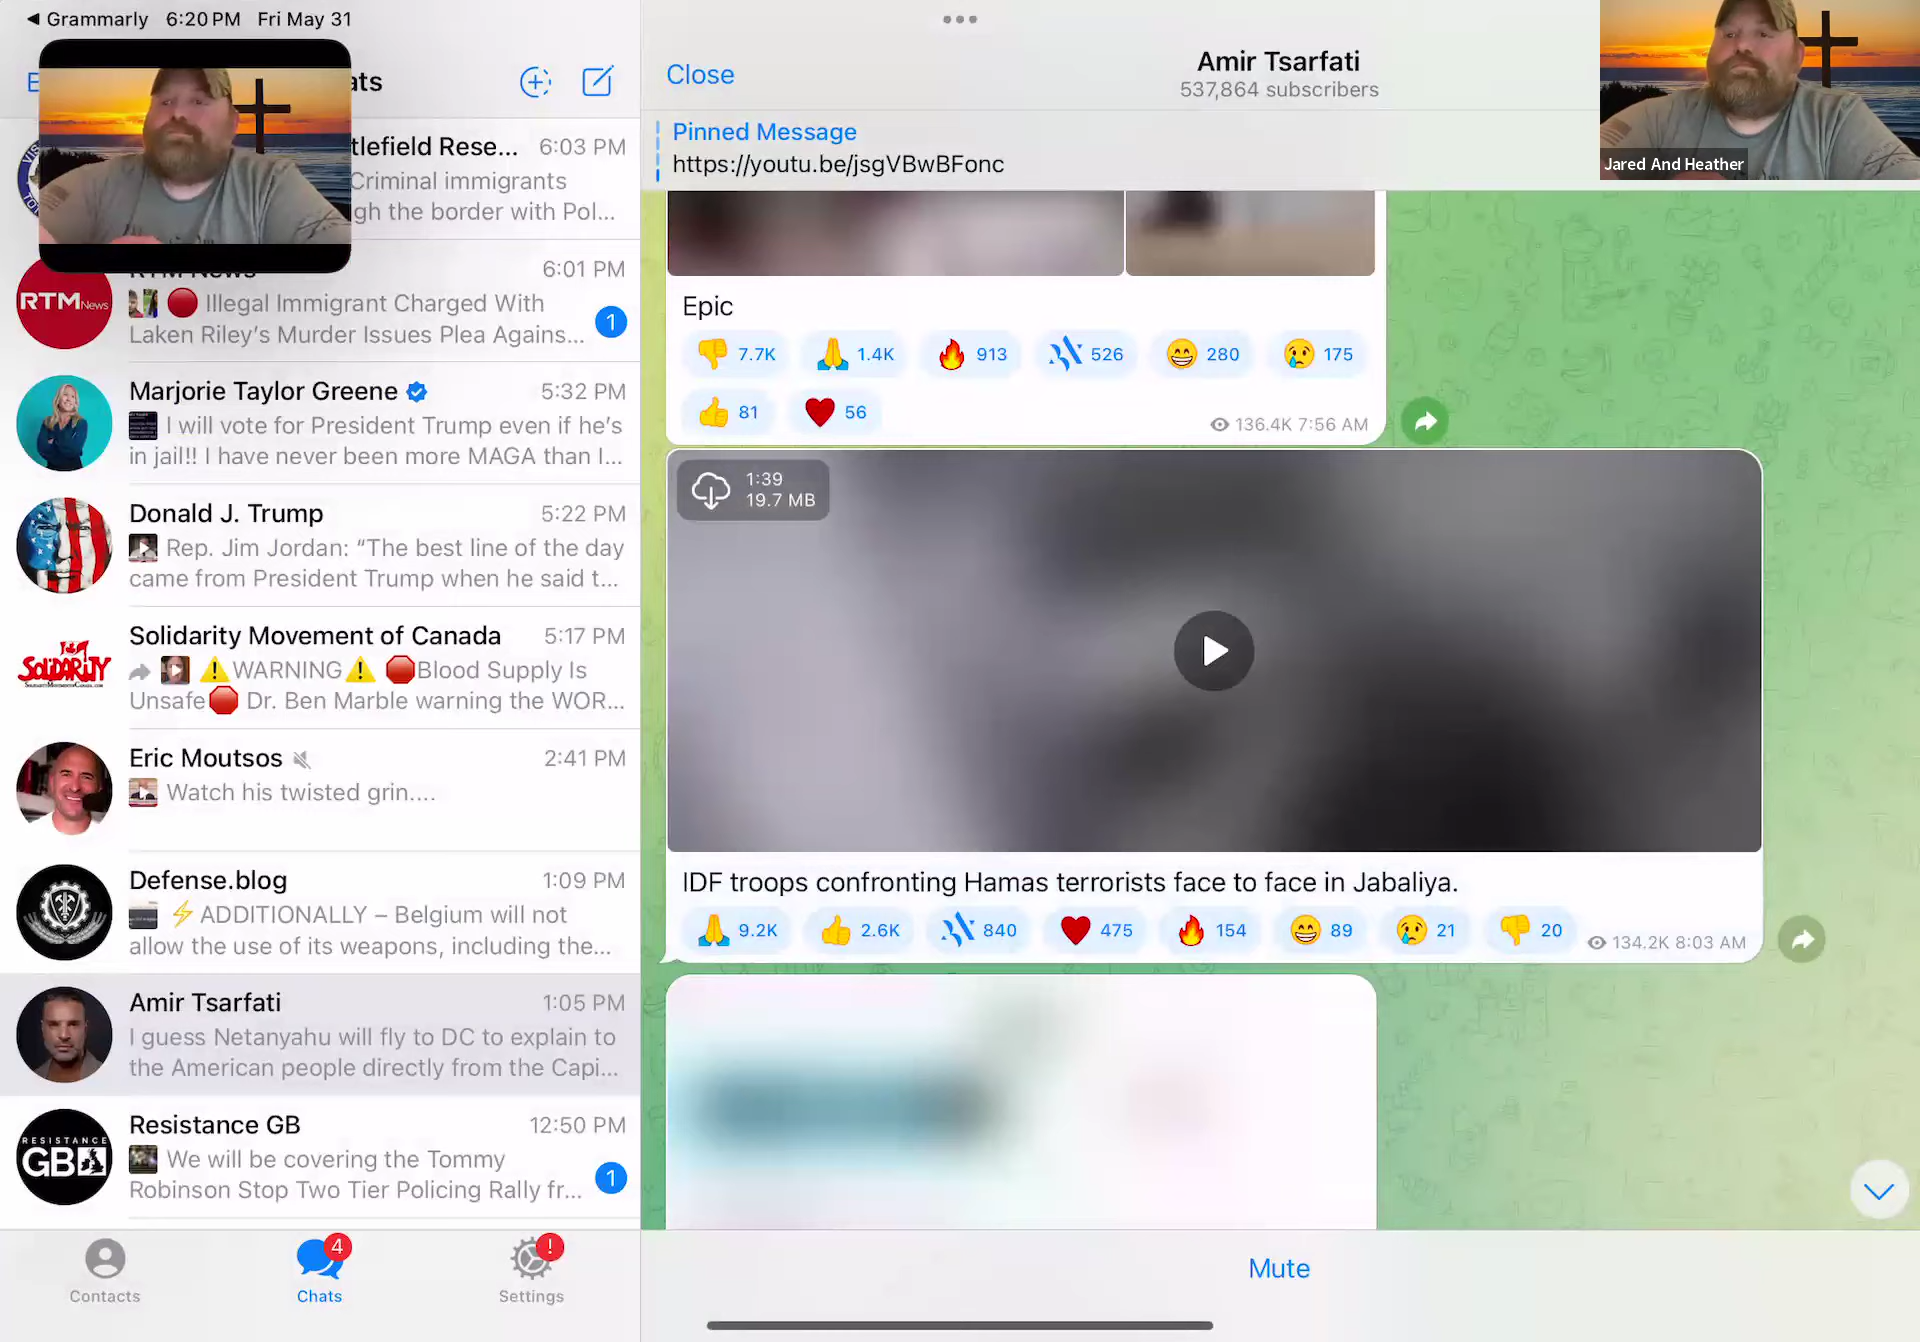 Grammarly 6:20 PM Fri May 31
ats
tlefield Rese... 6:03 PM
Criminal immigrants
gh the border with Pol...
RTM News 6:01 PM
RTM News
Illegal Immigrant Charged With
Laken Riley's Murder Issues Plea Agains...
1
Marjorie Taylor Greene 5:32 PM
I will vote for President Trump even if he's
in jail!! I have never been more MAGA than I...
Donald J. Trump 5:22 PM
Rep. Jim Jordan: “The best line of the day
came from President Trump when he said t...
Solidarity Movement of Canada 5:17 PM
SOLIDARITY
WARNING Blood Supply Is
Unsafe Dr. Ben Marble warning the WOR...
Eric Moutsos 2:41 PM
Watch his twisted grin....
Defense.blog 1:09 PM
ADDITIONALLY – Belgium will not
allow the use of its weapons, including the...
Amir Tsarfati 1:05 PM
I guess Netanyahu will fly to DC to explain to
the American people directly from the Capi...
Resistance GB 12:50 PM
RESISTANCE
GB
We will be covering the Tommy
Robinson Stop Two Tier Policing Rally fr...
1
4
!
Contacts
Chats
Settings
Close
Amir Tsarfati
537,864 subscribers
Pinned Message
https://youtu.be/jsgVBwBFonc
Jared And Heather
Epic
7.7K 1.4K 913 526 280 175
81 56
136.4K 7:56 AM
1:39
19.7 MB
IDF troops confronting Hamas terrorists face to face in Jabaliya.
9.2K 2.6K 840 475 154 89 21 20
134.2K 8:03 AM
Mute